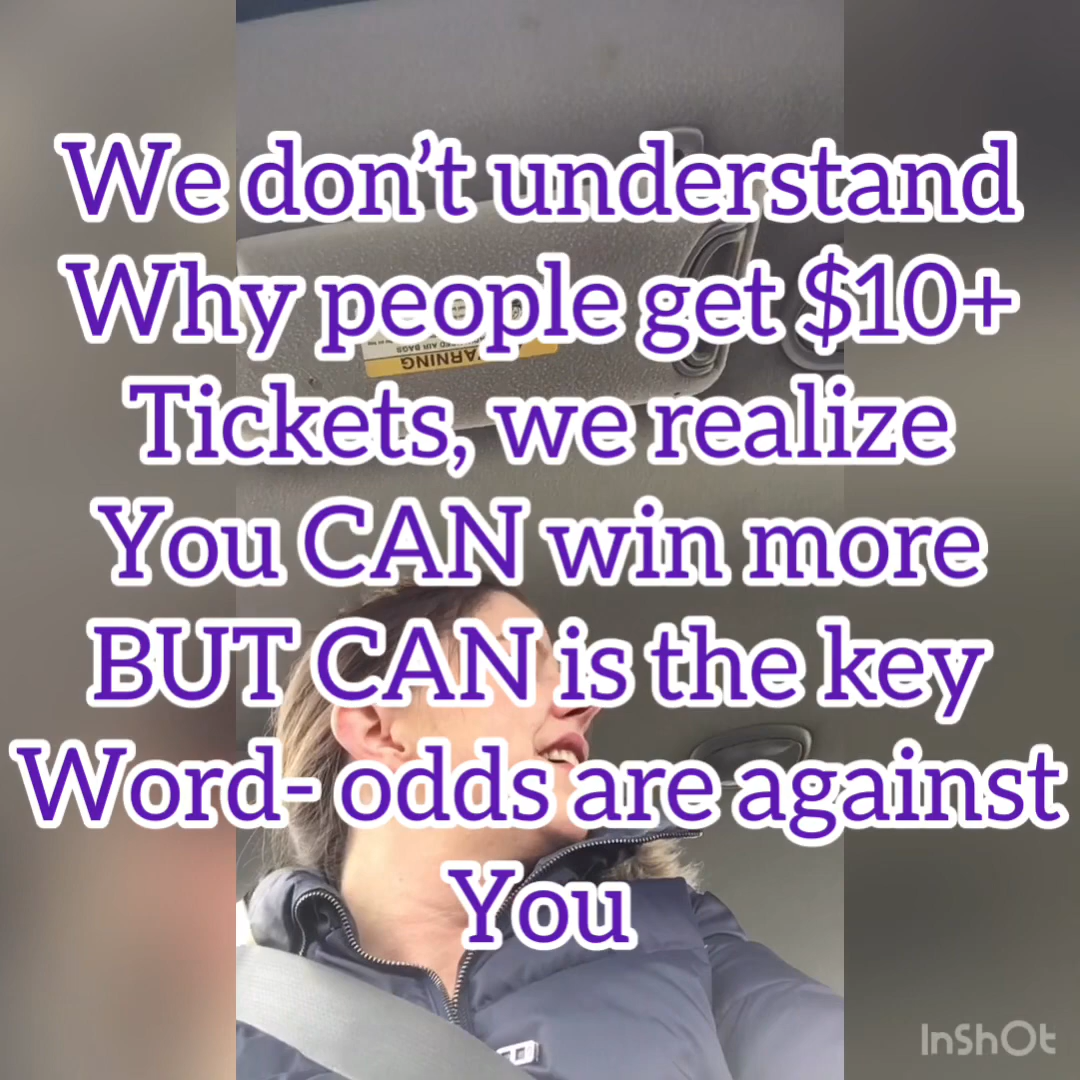 We don’t understand
Why people get $10+
Tickets, we realize
You CAN win more
BUT CAN is the key
Word- odds are against
You
WARNING
InShOt